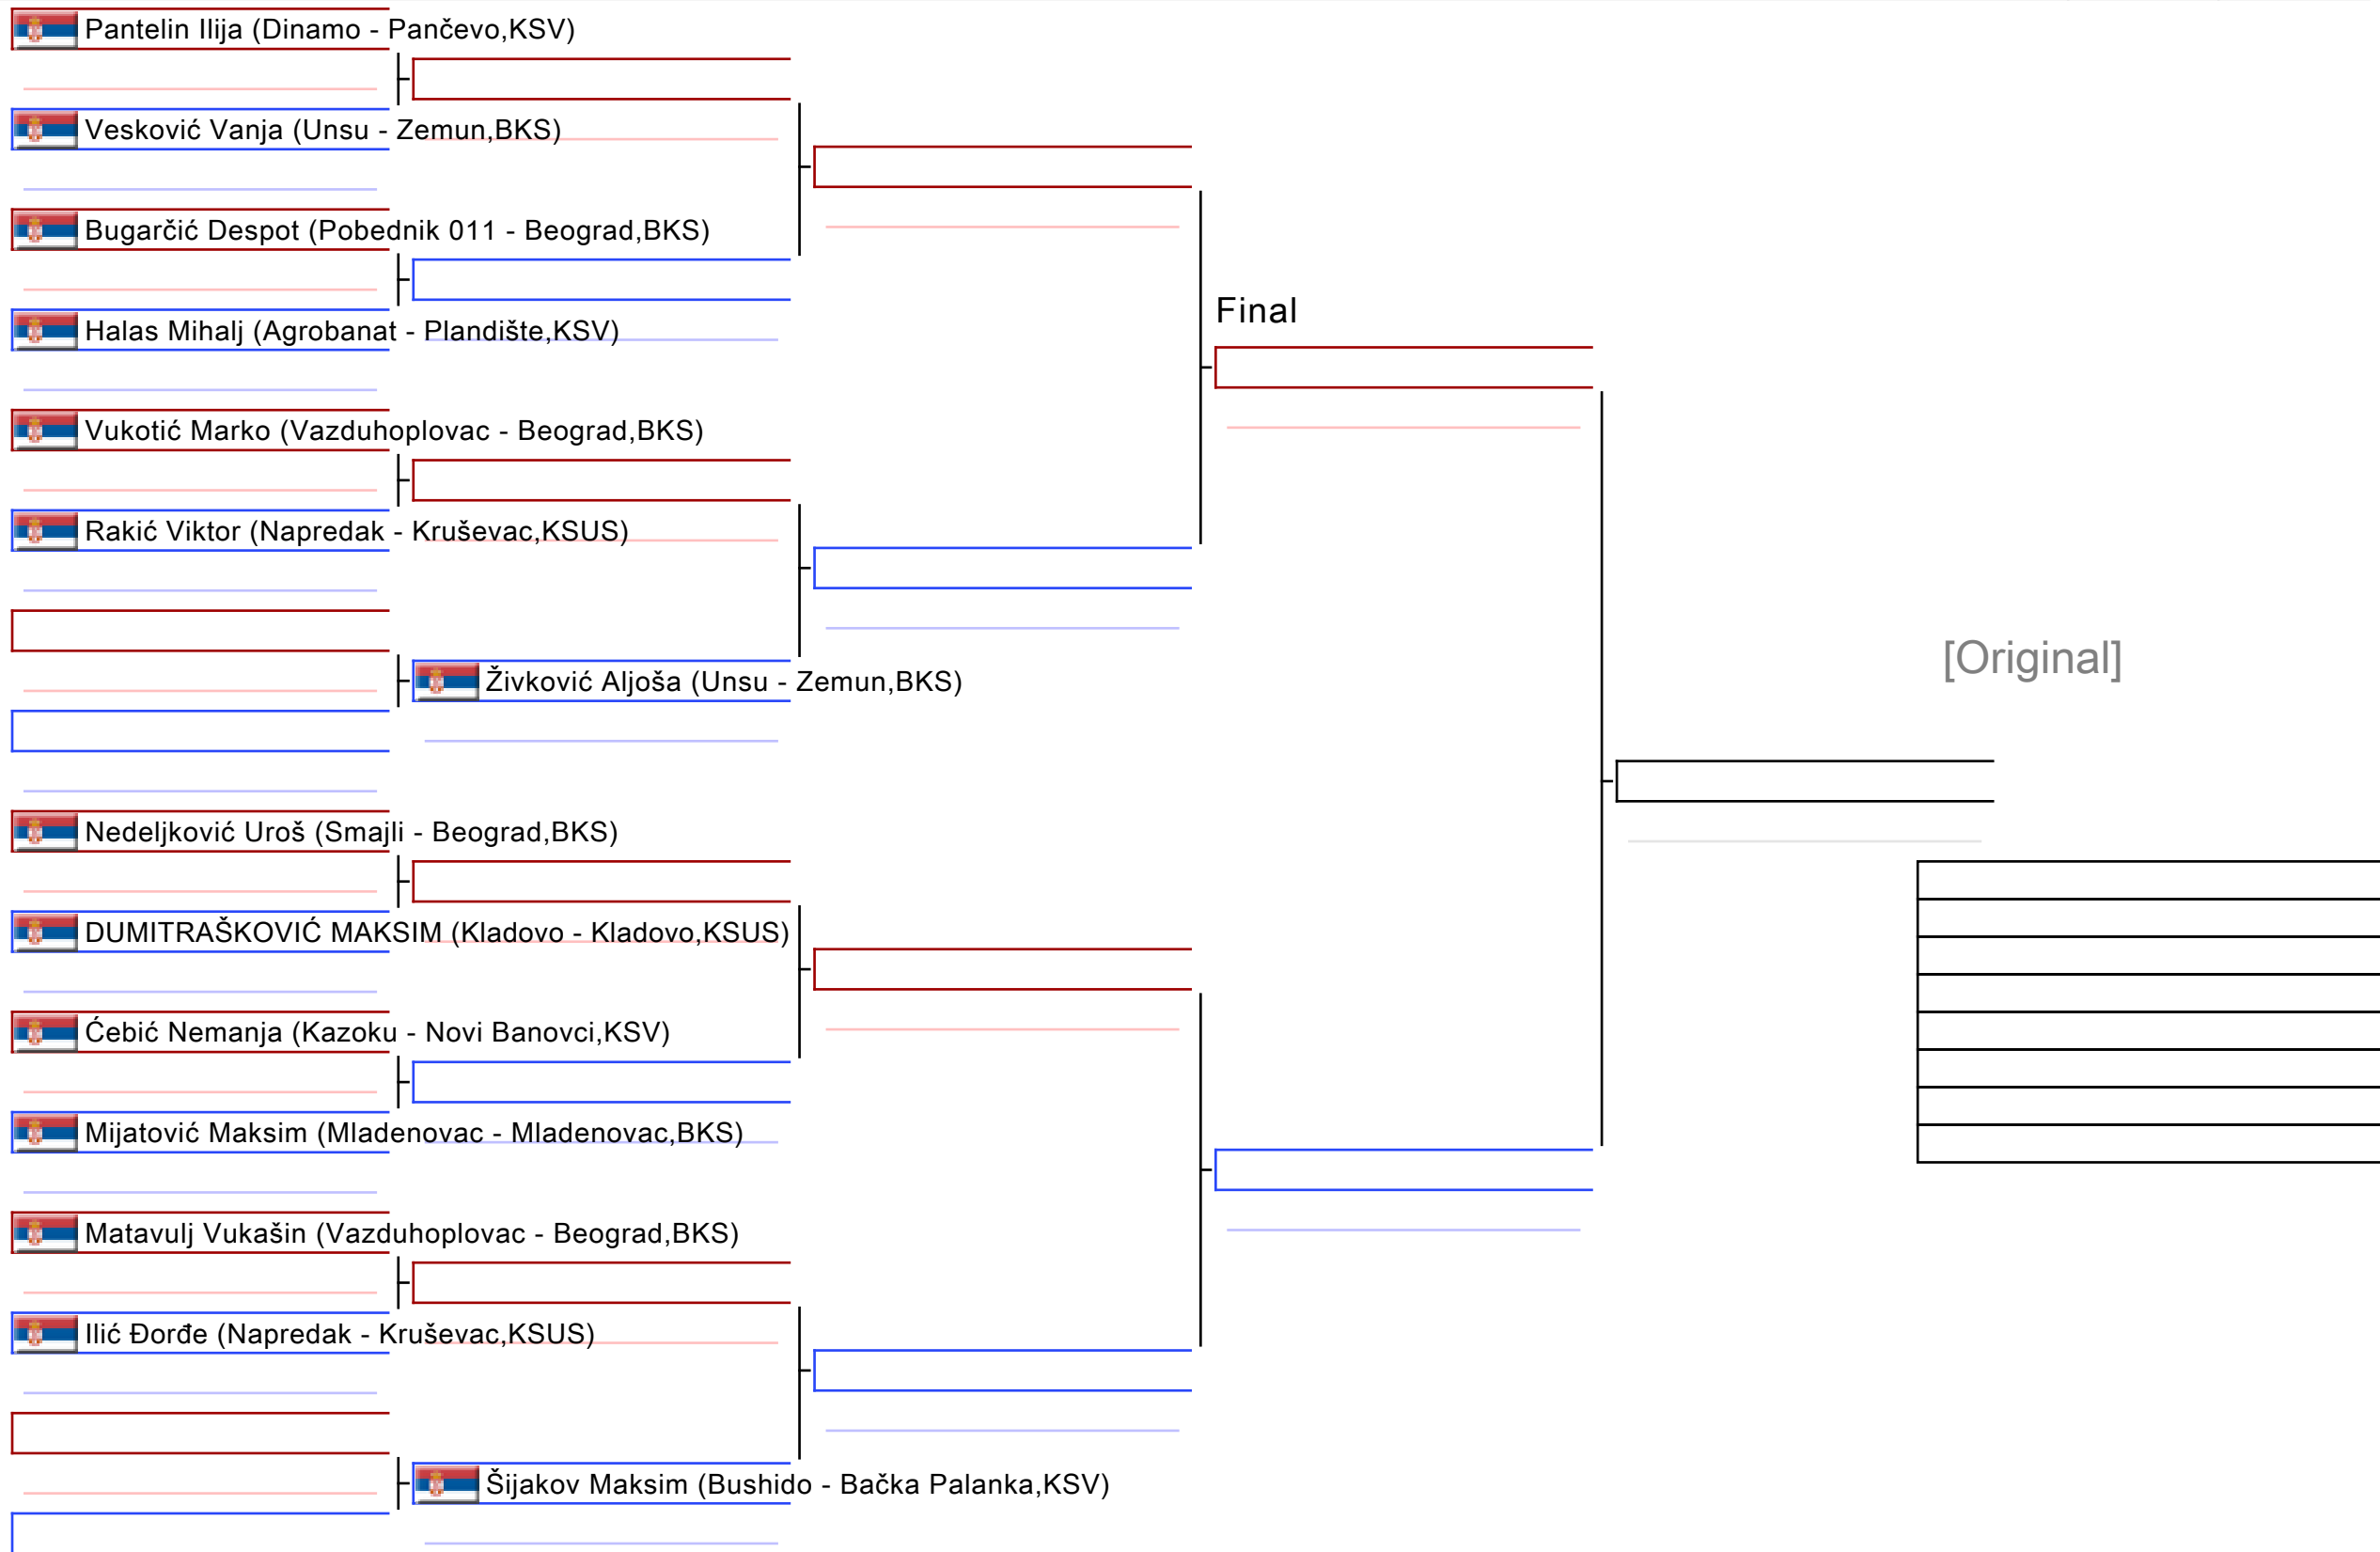 Pantelin Ilija (Dinamo - Pančevo,KSV)
Vesković Vanja (Unsu - Zemun,BKS)
Bugarčić Despot (Pobednik 011 - Beograd,BKS)
Halas Mihalj (Agrobanat - Plandište,KSV)
Final
Vukotić Marko (Vazduhoplovac - Beograd,BKS)
Rakić Viktor (Napredak - Kruševac,KSUS)
[Original]
Živković Aljoša (Unsu - Zemun,BKS)
Nedeljković Uroš (Smajli - Beograd,BKS)
DUMITRAŠKOVIĆ MAKSIM (Kladovo - Kladovo,KSUS)
Ćebić Nemanja (Kazoku - Novi Banovci,KSV)
Mijatović Maksim (Mladenovac - Mladenovac,BKS)
Matavulj Vukašin (Vazduhoplovac - Beograd,BKS)
Ilić Đorđe (Napredak - Kruševac,KSUS)
Šijakov Maksim (Bushido - Bačka Palanka,KSV)